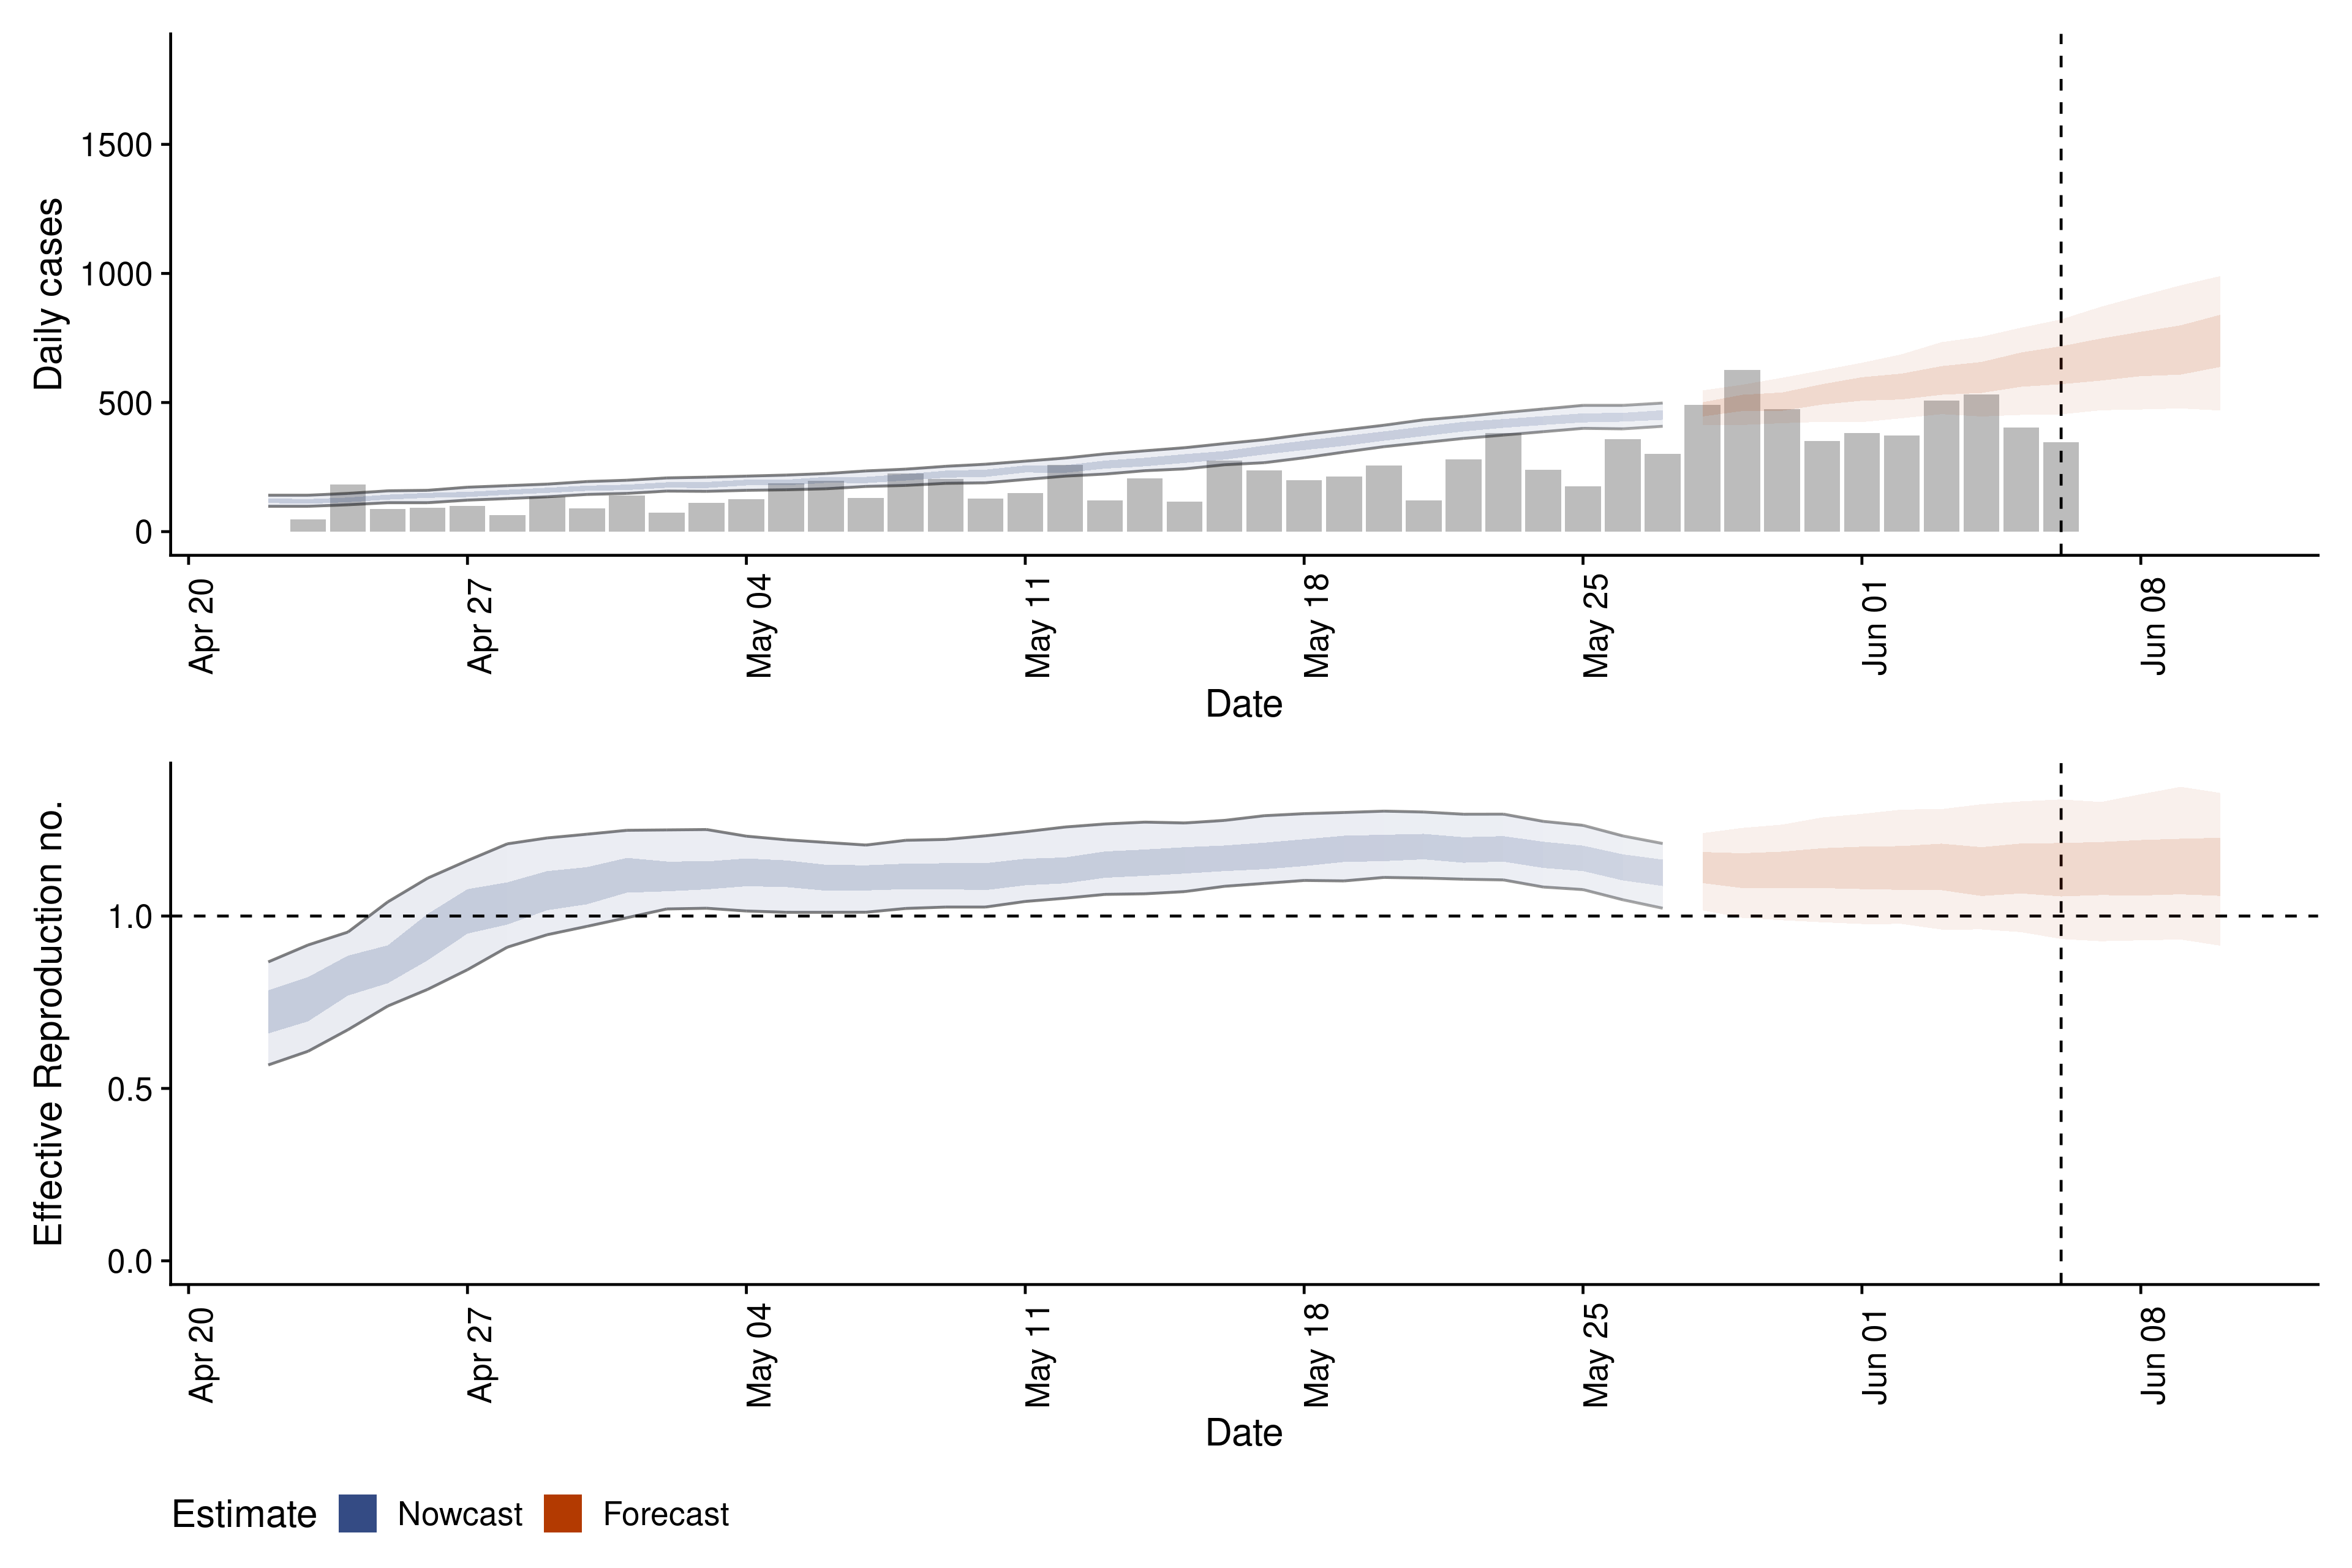 Daily cases
1500
1000
500
0
Apr 20
Apr 27
May 04
May 11
May 18
May 25
Jun 01
Jun 08
Date
Effective Reproduction no.
1.0
0.5
0.0
Apr 20
Apr 27
May 04
May 11
May 18
May 25
Jun 01
Jun 08
Date
Estimate Nowcast Forecast